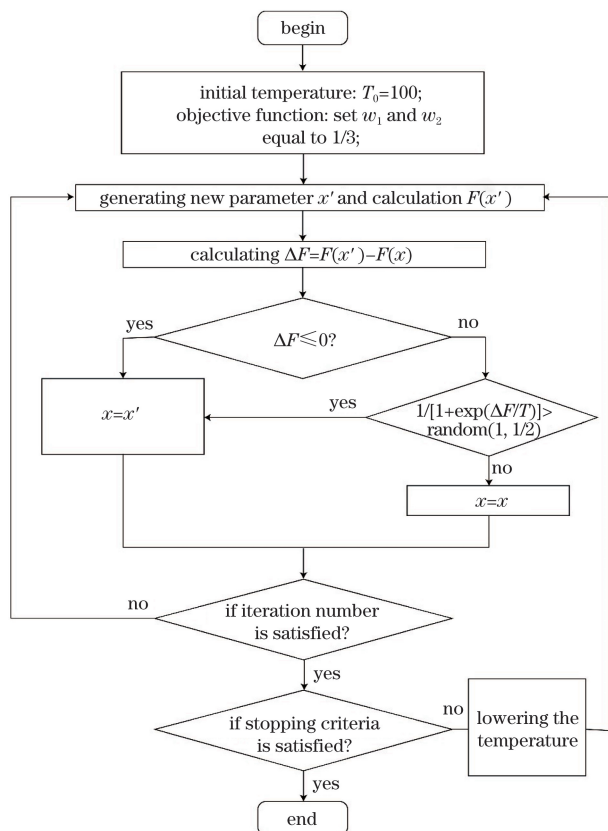 begin
initial temperature: T₀=100;
objective function: set w₁ and w₂
equal to 1/3;
generating new parameter x′ and calculation F(x′)
calculating ΔF=F(x′)−F(x)
yes
ΔF⩽0?
no
x=x′
yes
1/[1+exp(ΔF/T)]>
random(1, 1/2)
no
x=x
no
if iteration number
is satisfied?
yes
if stopping criteria
is satisfied?
no
lowering the
temperature
yes
end